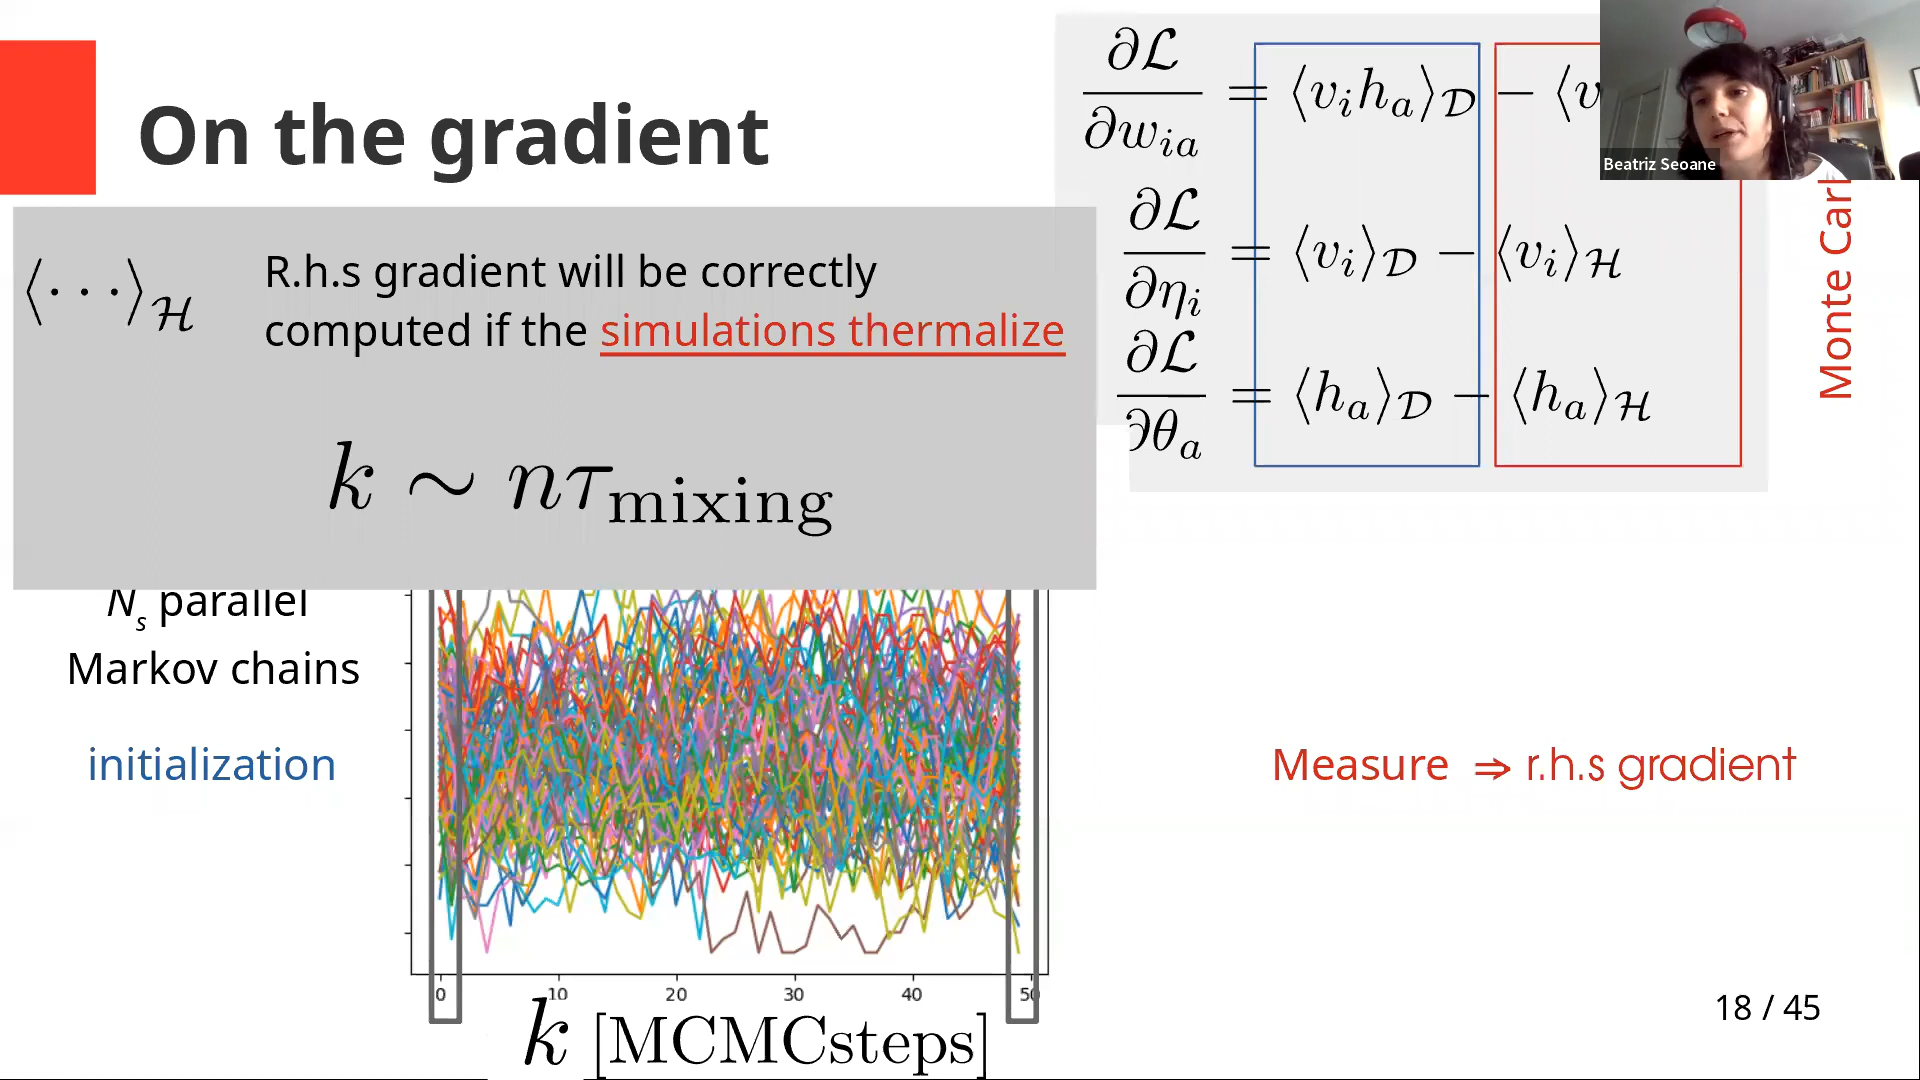 On the gradient
∂ℒ/∂w_{ia} = ⟨v_i h_a⟩_𝒟 − ⟨v
∂ℒ/∂η_i = ⟨v_i⟩_𝒟 − ⟨v_i⟩_ℋ
∂ℒ/∂θ_a = ⟨h_a⟩_𝒟 − ⟨h_a⟩_ℋ
Monte Carl
Beatriz Seoane
⟨···⟩_ℋ
R.h.s gradient will be correctly
computed if the simulations thermalize
k ∼ nτ_mixing
N_s parallel
Markov chains
initialization
Measure ⇒ r.h.s gradient
0 10 20 30 40 50
k [MCMCsteps]
18 / 45